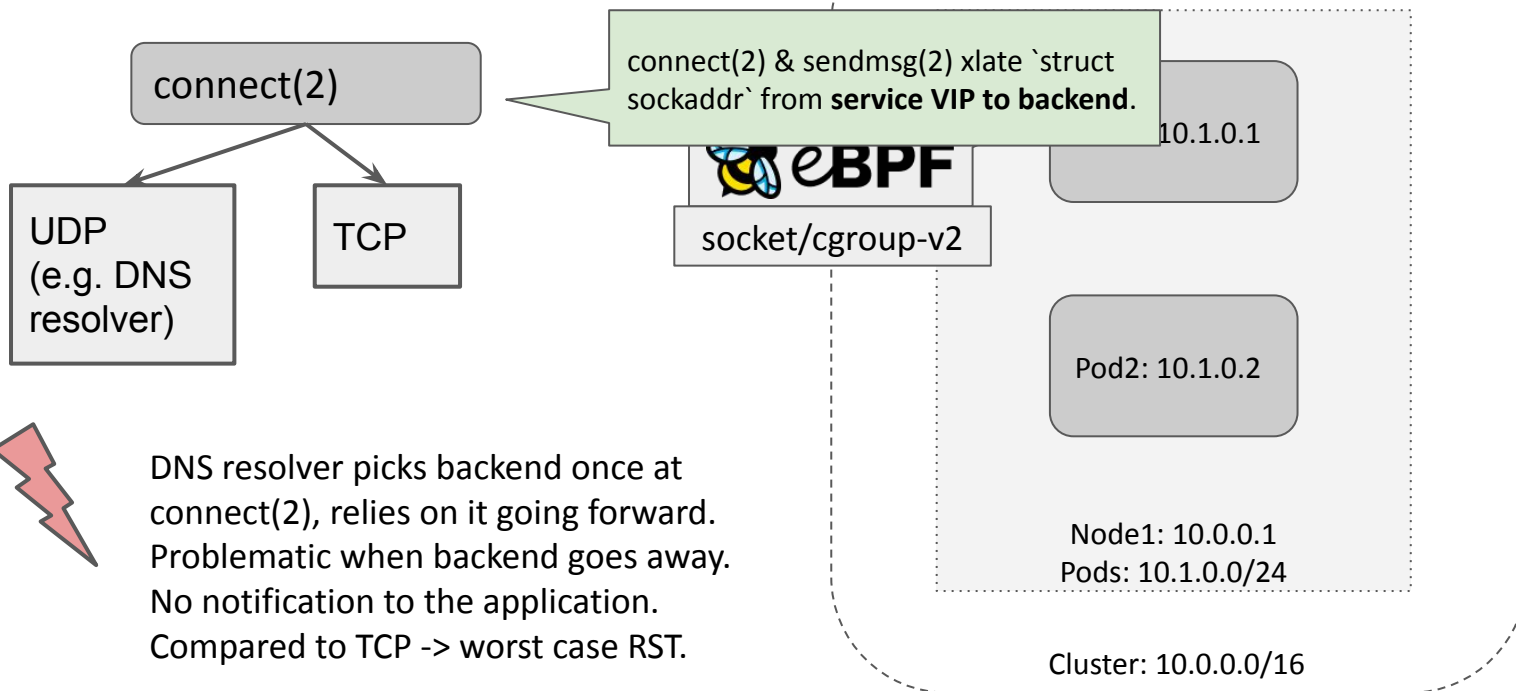 connect(2)
UDP
(e.g. DNS
resolver)
TCP
connect(2) & sendmsg(2) xlate `struct
sockaddr` from service VIP to backend.
eBPF
socket/cgroup-v2
10.1.0.1
Pod2: 10.1.0.2
DNS resolver picks backend once at
connect(2), relies on it going forward.
Problematic when backend goes away.
No notification to the application.
Compared to TCP -> worst case RST.
Node1: 10.0.0.1
Pods: 10.1.0.0/24
Cluster: 10.0.0.0/16